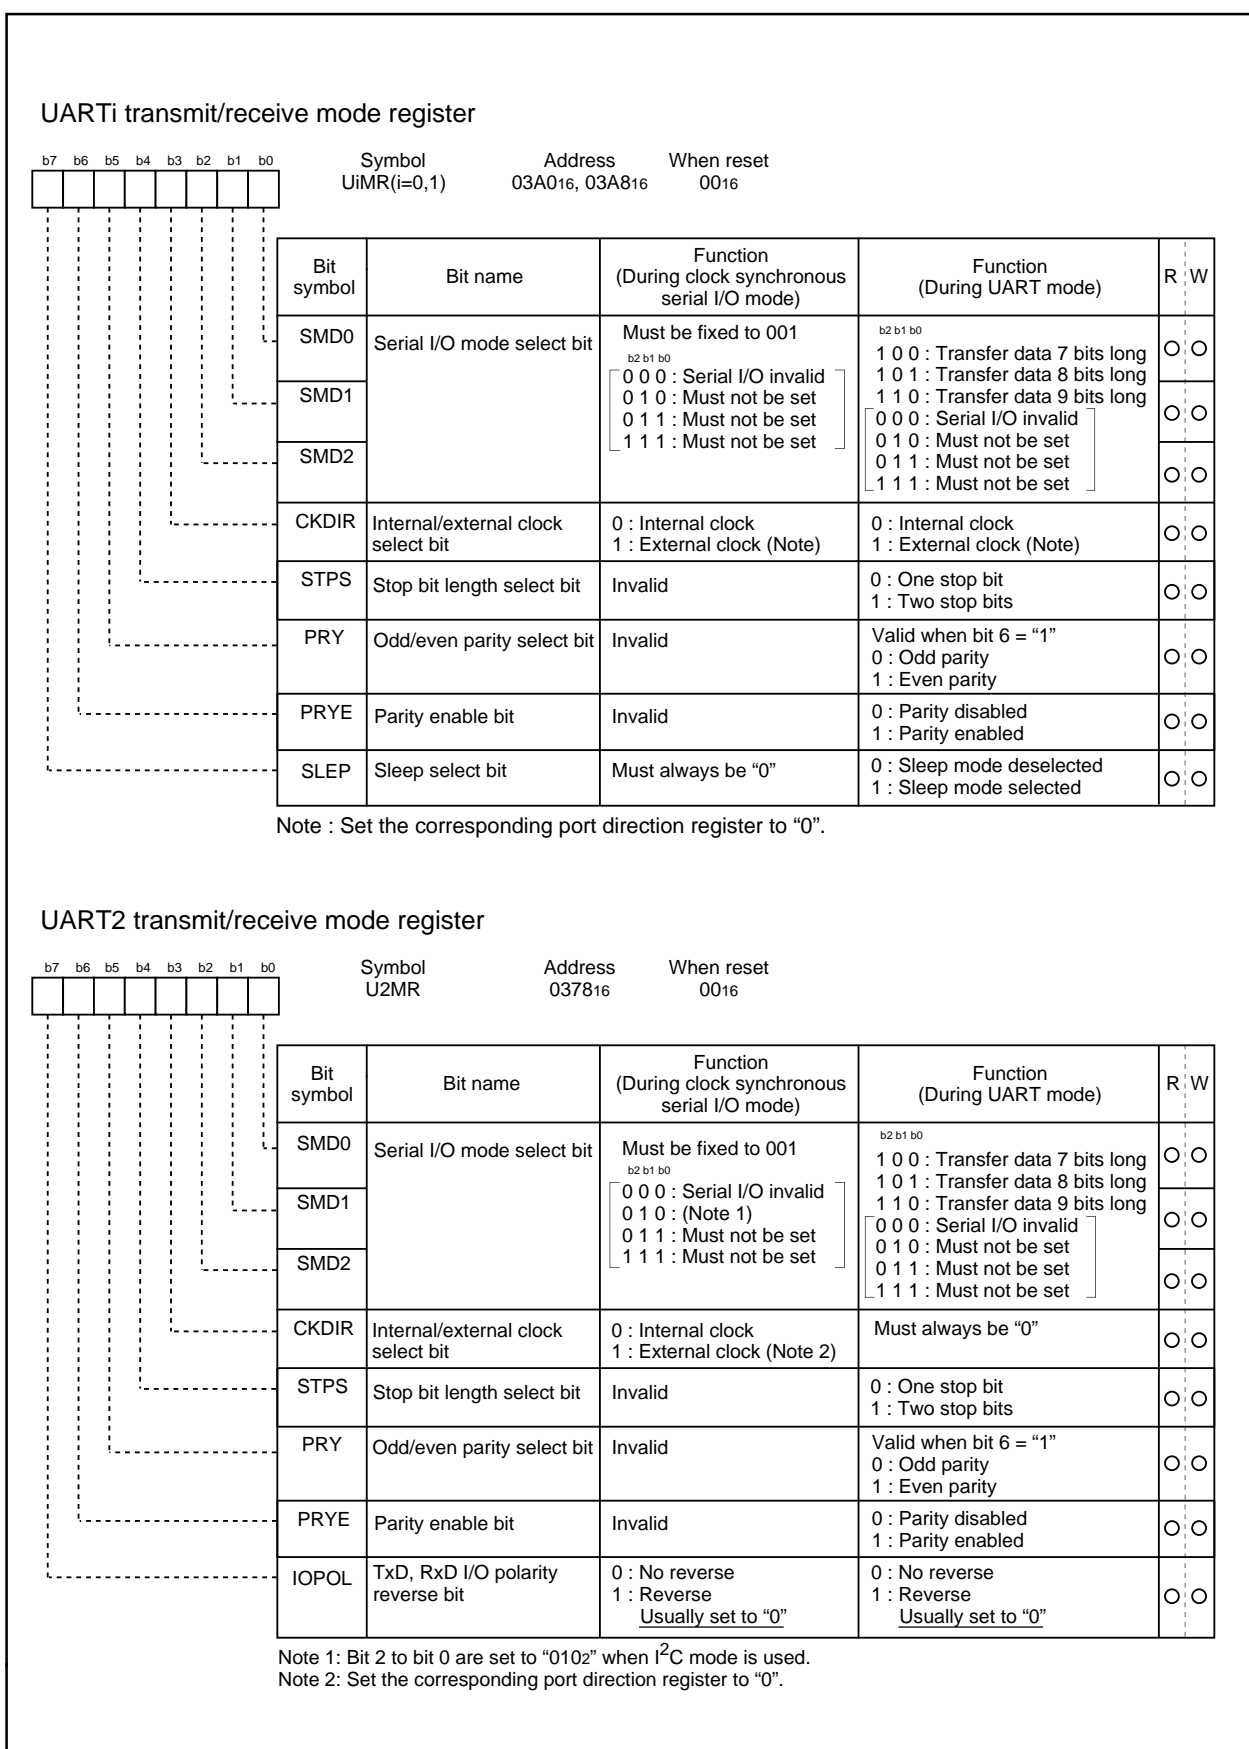 UARTi transmit/receive mode register
b7 b6 b5 b4 b3 b2 b1 b0
Symbol Address When reset
UiMR(i=0,1) 03A016, 03A816 0016
Bit symbol Bit name Function (During clock synchronous serial I/O mode) Function (During UART mode) R W
SMD0 Serial I/O mode select bit
SMD1
SMD2
Must be fixed to 001
b2 b1 b0
0 0 0 : Serial I/O invalid
0 1 0 : Must not be set
0 1 1 : Must not be set
1 1 1 : Must not be set
b2 b1 b0
1 0 0 : Transfer data 7 bits long
1 0 1 : Transfer data 8 bits long
1 1 0 : Transfer data 9 bits long
0 0 0 : Serial I/O invalid
0 1 0 : Must not be set
0 1 1 : Must not be set
1 1 1 : Must not be set
CKDIR Internal/external clock select bit
0 : Internal clock
1 : External clock (Note)
0 : Internal clock
1 : External clock (Note)
STPS Stop bit length select bit Invalid
0 : One stop bit
1 : Two stop bits
PRY Odd/even parity select bit Invalid
Valid when bit 6 = “1”
0 : Odd parity
1 : Even parity
PRYE Parity enable bit Invalid
0 : Parity disabled
1 : Parity enabled
SLEP Sleep select bit Must always be “0”
0 : Sleep mode deselected
1 : Sleep mode selected
Note : Set the corresponding port direction register to “0”.
UART2 transmit/receive mode register
b7 b6 b5 b4 b3 b2 b1 b0
Symbol Address When reset
U2MR 037816 0016
Bit symbol Bit name Function (During clock synchronous serial I/O mode) Function (During UART mode) R W
SMD0 Serial I/O mode select bit
SMD1
SMD2
Must be fixed to 001
b2 b1 b0
0 0 0 : Serial I/O invalid
0 1 0 : (Note 1)
0 1 1 : Must not be set
1 1 1 : Must not be set
b2 b1 b0
1 0 0 : Transfer data 7 bits long
1 0 1 : Transfer data 8 bits long
1 1 0 : Transfer data 9 bits long
0 0 0 : Serial I/O invalid
0 1 0 : Must not be set
0 1 1 : Must not be set
1 1 1 : Must not be set
CKDIR Internal/external clock select bit
0 : Internal clock
1 : External clock (Note 2)
Must always be “0”
STPS Stop bit length select bit Invalid
0 : One stop bit
1 : Two stop bits
PRY Odd/even parity select bit Invalid
Valid when bit 6 = “1”
0 : Odd parity
1 : Even parity
PRYE Parity enable bit Invalid
0 : Parity disabled
1 : Parity enabled
IOPOL TxD, RxD I/O polarity reverse bit
0 : No reverse
1 : Reverse
Usually set to “0”
0 : No reverse
1 : Reverse
Usually set to “0”
Note 1: Bit 2 to bit 0 are set to “0102” when I2C mode is used.
Note 2: Set the corresponding port direction register to “0”.